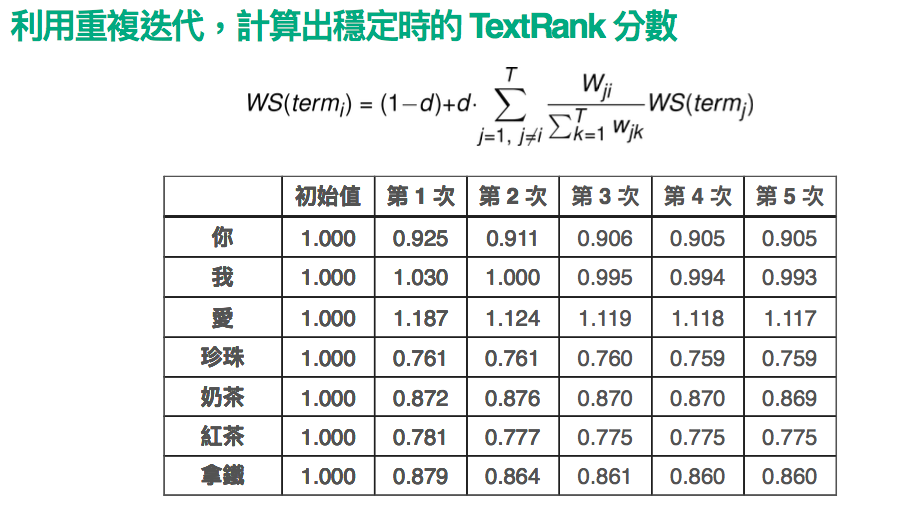 利用重複迭代，計算出穩定時的 TextRank 分數
WS(term_i) = (1−d)+d· ∑_{j=1, j≠i}^{T} \frac{W_{ji}}{∑_{k=1}^{T} w_{jk}} WS(term_j)
初始值 第 1 次 第 2 次 第 3 次 第 4 次 第 5 次
你 1.000 0.925 0.911 0.906 0.905 0.905
我 1.000 1.030 1.000 0.995 0.994 0.993
愛 1.000 1.187 1.124 1.119 1.118 1.117
珍珠 1.000 0.761 0.761 0.760 0.759 0.759
奶茶 1.000 0.872 0.876 0.870 0.870 0.869
紅茶 1.000 0.781 0.777 0.775 0.775 0.775
拿鐵 1.000 0.879 0.864 0.861 0.860 0.860